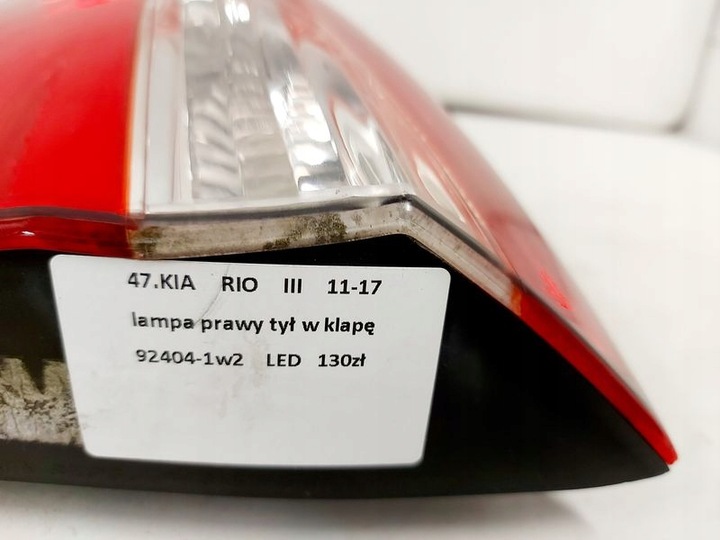 47.KIA RIO III 11-17
lampa prawy tył w klapę
92404-1w2 LED 130zł